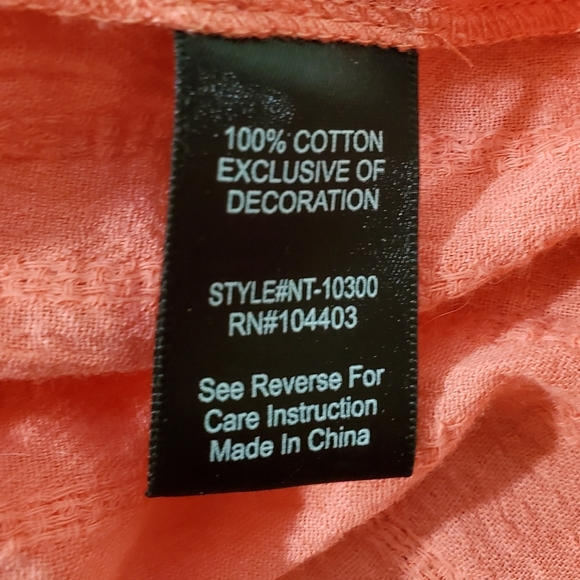 100% COTTON
EXCLUSIVE OF
DECORATION
STYLE#NT-10300
RN#104403
See Reverse For
Care Instruction
Made In China